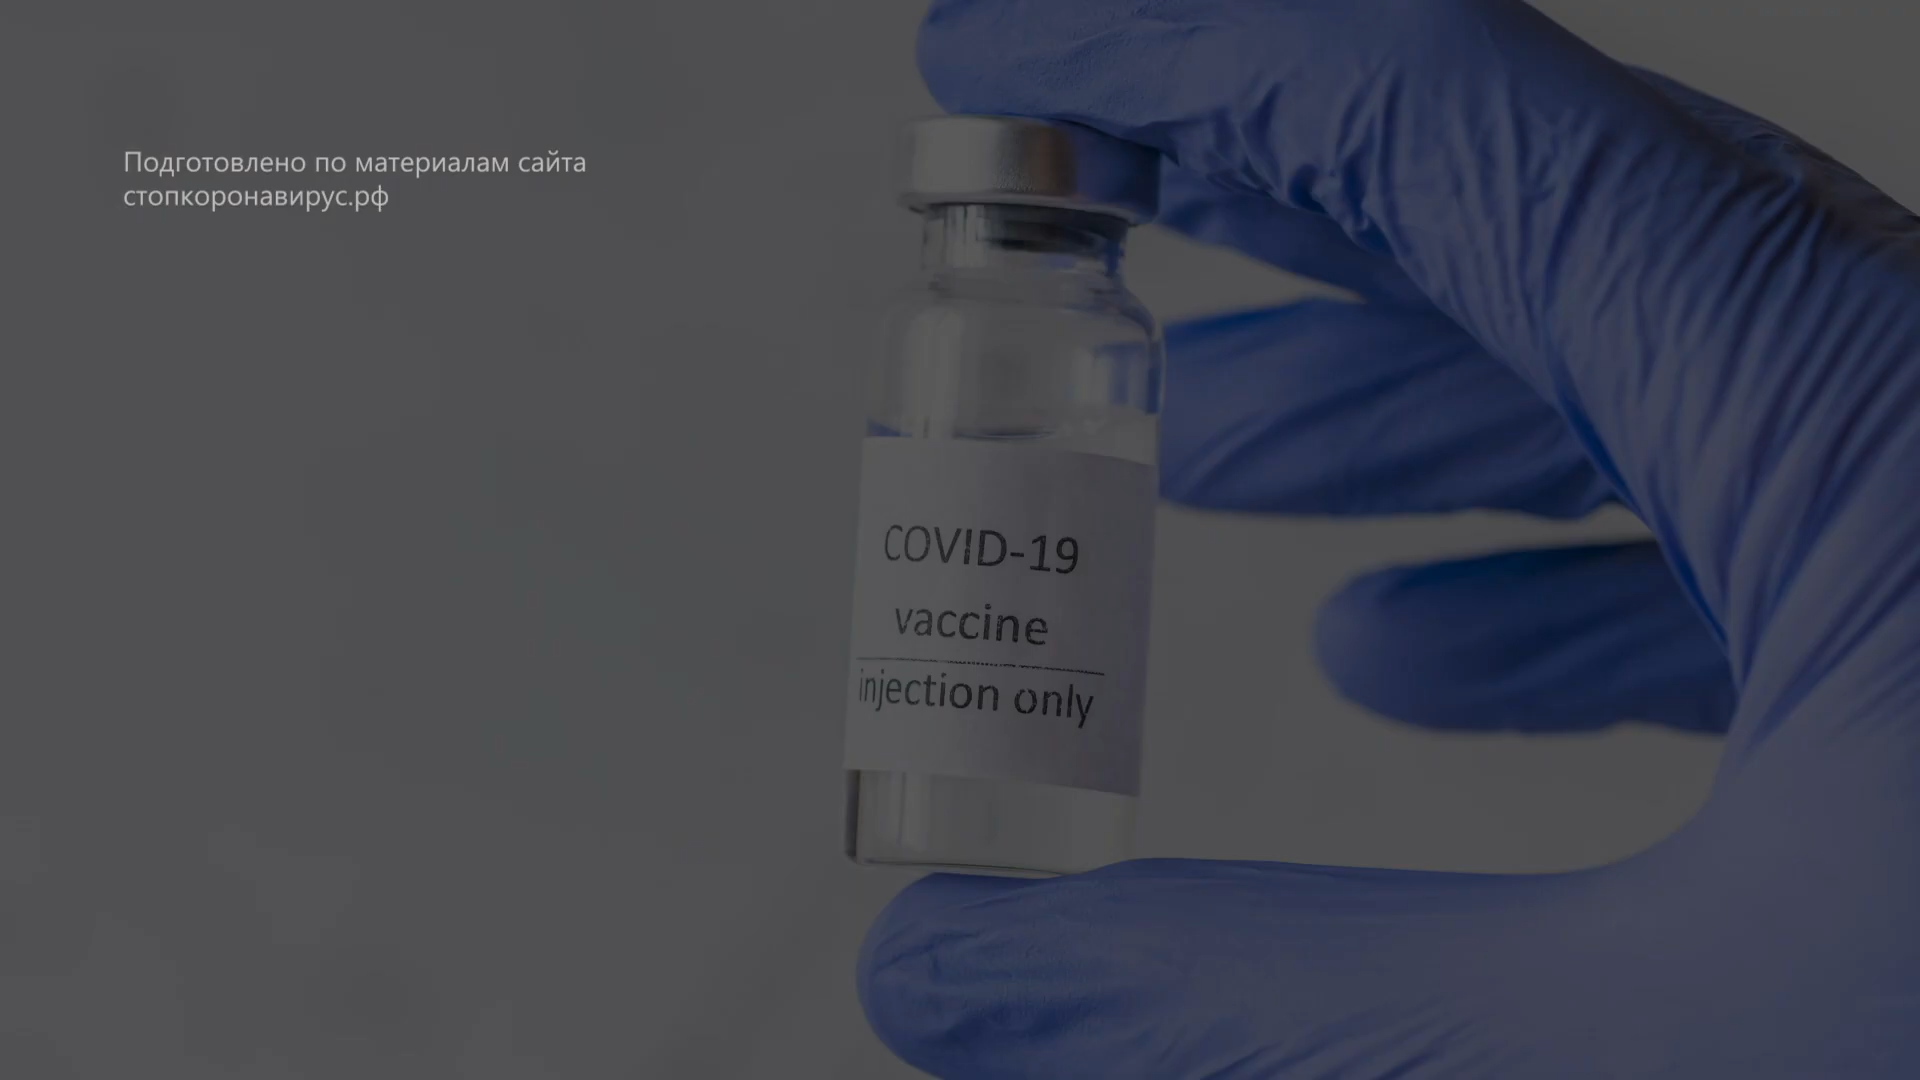 Подготовлено по материалам сайта
стопкоронавирус.рф
COVID-19
vaccine
injection only